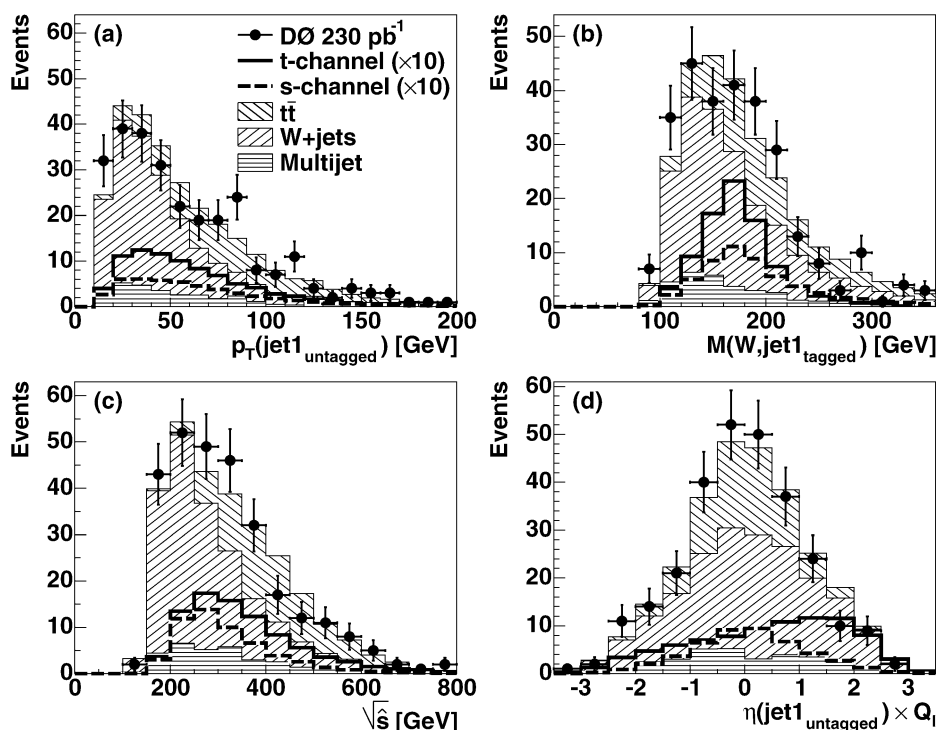 (a)
Events
60
50
40
30
20
10
0
DØ 230 pb⁻¹
t-channel (×10)
s-channel (×10)
tt̄
W+jets
Multijet
0 50 100 150 200
p_T(jet1_untagged) [GeV]
(b)
Events
50
40
30
20
10
0
100 200 300
M(W,jet1_tagged) [GeV]
(c)
Events
60
50
40
30
20
10
0
0 200 400 600 800
√ŝ [GeV]
(d)
Events
60
50
40
30
20
10
0
-3 -2 -1 0 1 2 3
η(jet1_untagged) × Q_l